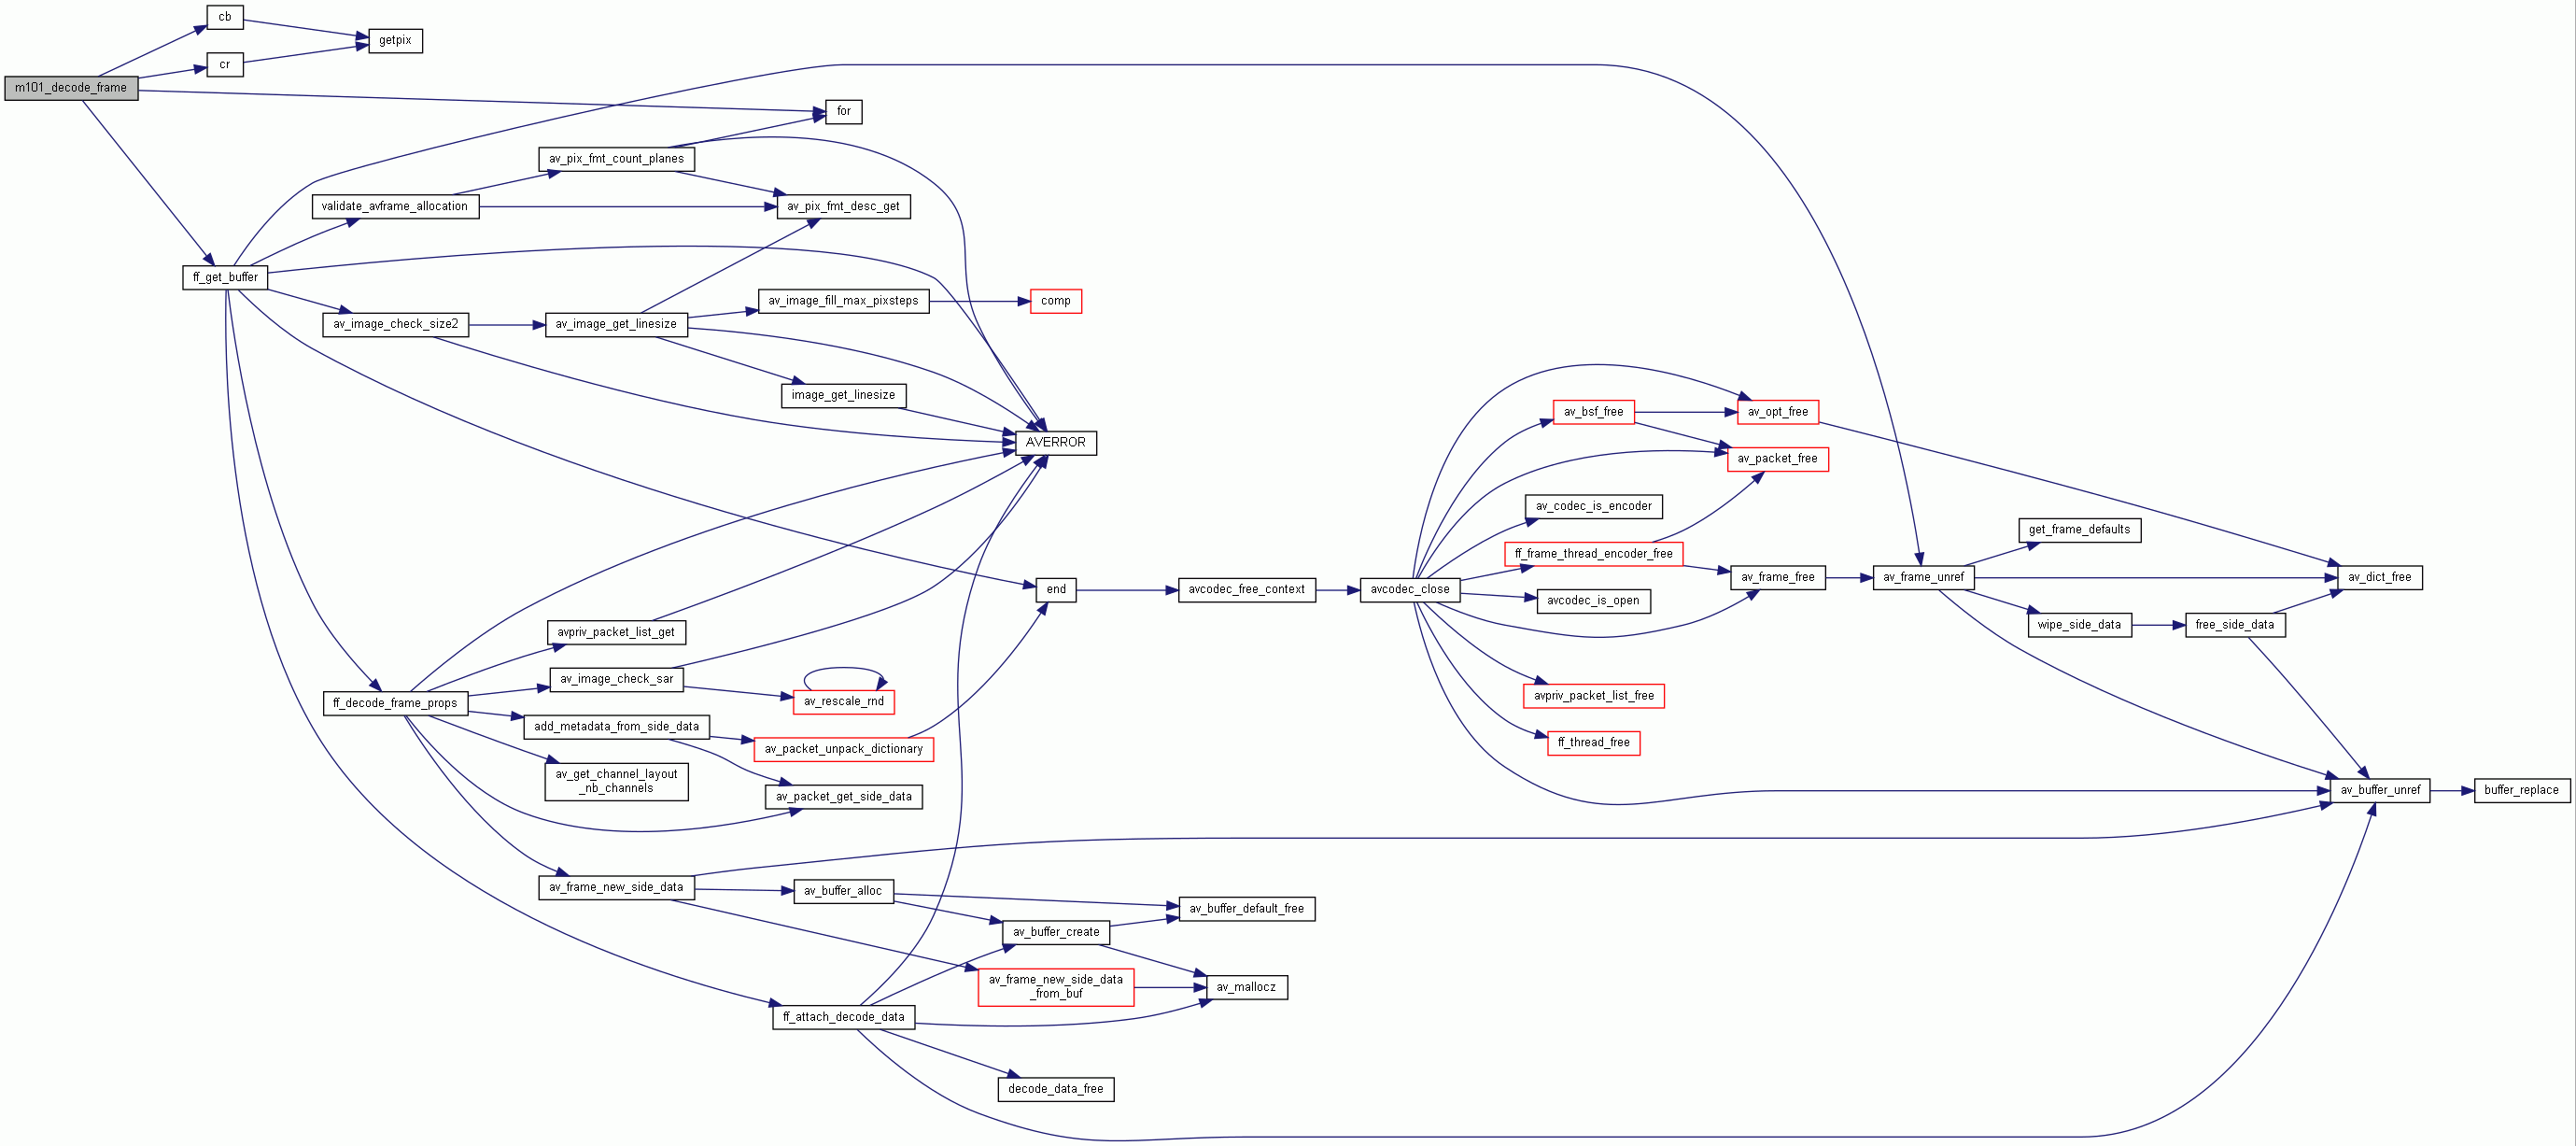 cb
getpix
cr
m101_decode_frame
for
av_pix_fmt_count_planes
validate_avframe_allocation
av_pix_fmt_desc_get
ff_get_buffer
av_image_fill_max_pixsteps
comp
av_image_check_size2
av_image_get_linesize
image_get_linesize
AVERROR
av_bsf_free
av_opt_free
av_packet_free
av_codec_is_encoder
get_frame_defaults
ff_frame_thread_encoder_free
av_frame_free
av_frame_unref
av_dict_free
end
avcodec_free_context
avcodec_close
avcodec_is_open
wipe_side_data
free_side_data
avpriv_packet_list_get
av_image_check_sar
avpriv_packet_list_free
ff_decode_frame_props
av_rescale_rnd
add_metadata_from_side_data
av_packet_unpack_dictionary
ff_thread_free
av_get_channel_layout
_nb_channels
av_packet_get_side_data
av_buffer_unref
buffer_replace
av_frame_new_side_data
av_buffer_alloc
av_buffer_default_free
av_buffer_create
av_frame_new_side_data
_from_buf
av_mallocz
ff_attach_decode_data
decode_data_free